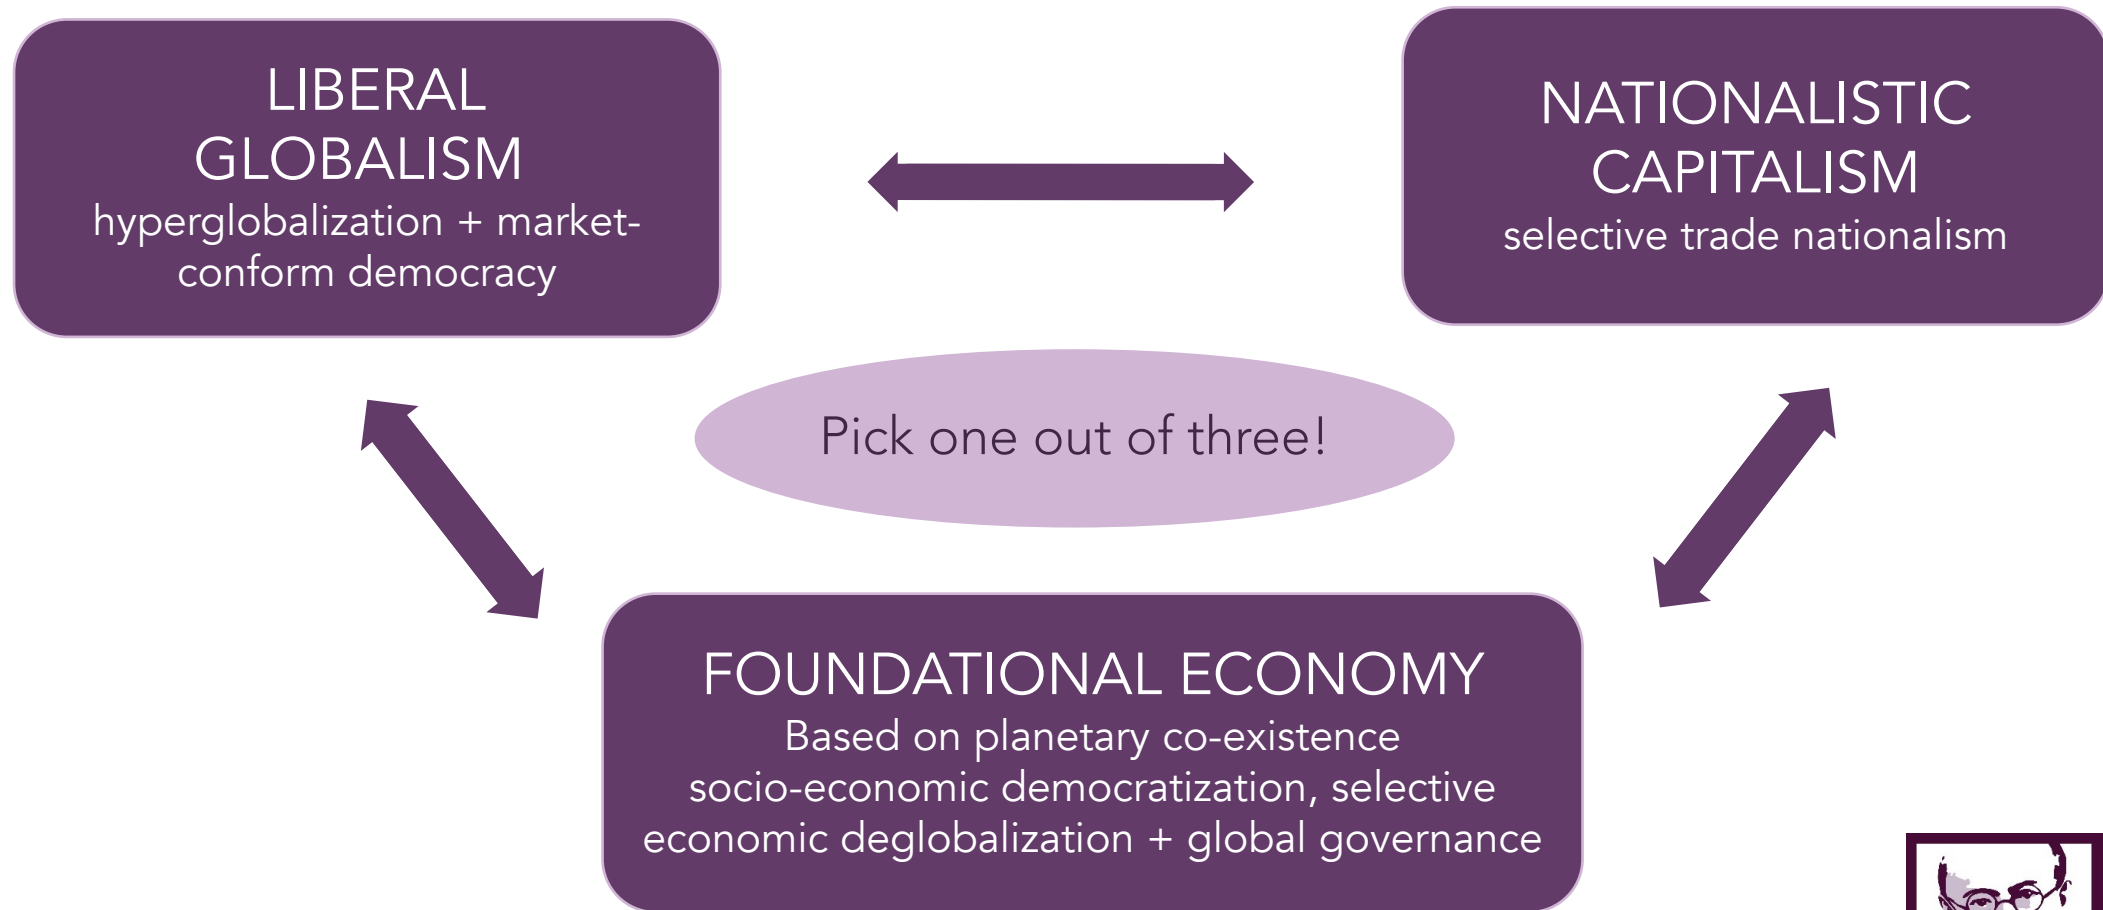 LIBERAL
GLOBALISM
hyperglobalization + market-
conform democracy
NATIONALISTIC
CAPITALISM
selective trade nationalism
Pick one out of three!
FOUNDATIONAL ECONOMY
Based on planetary co-existence
socio-economic democratization, selective
economic deglobalization + global governance